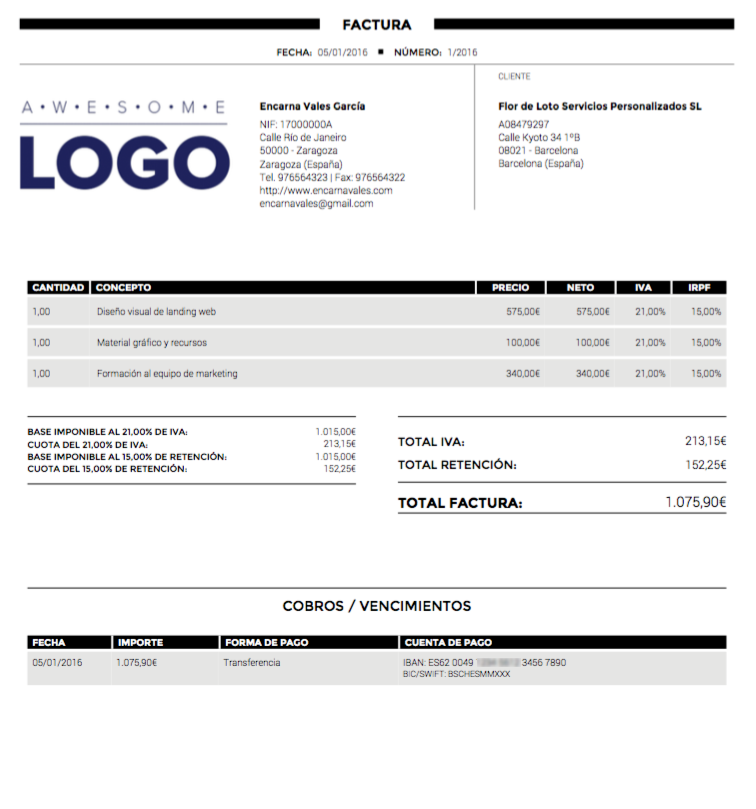 FACTURA
FECHA: 05/01/2016 ■ NÚMERO: 1/2016
A•W•E•S•O•M•E
LOGO
Encarna Vales García
NIF: 17000000A
Calle Río de Janeiro
50000 - Zaragoza
Zaragoza (España)
Tel. 976564323 | Fax: 976564322
http://www.encarnavales.com
encarnavales@gmail.com
CLIENTE
Flor de Loto Servicios Personalizados SL
A08479297
Calle Kyoto 34 1ºB
08021 - Barcelona
Barcelona (España)
CANTIDAD CONCEPTO PRECIO NETO IVA IRPF
1,00 Diseño visual de landing web 575,00€ 575,00€ 21,00% 15,00%
1,00 Material gráfico y recursos 100,00€ 100,00€ 21,00% 15,00%
1,00 Formación al equipo de marketing 340,00€ 340,00€ 21,00% 15,00%
BASE IMPONIBLE AL 21,00% DE IVA: 1.015,00€
CUOTA DEL 21,00% DE IVA: 213,15€
BASE IMPONIBLE AL 15,00% DE RETENCIÓN: 1.015,00€
CUOTA DEL 15,00% DE RETENCIÓN: 152,25€
TOTAL IVA: 213,15€
TOTAL RETENCIÓN: 152,25€
TOTAL FACTURA: 1.075,90€
COBROS / VENCIMIENTOS
FECHA IMPORTE FORMA DE PAGO CUENTA DE PAGO
05/01/2016 1.075,90€ Transferencia IBAN: ES62 0049 3456 7890
BIC/SWIFT: BSCHESMMXXX